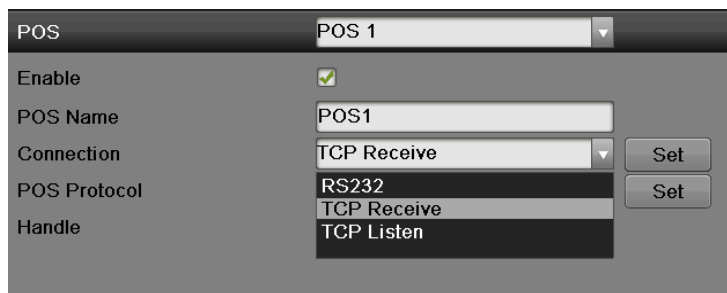 POS POS 1
Enable
POS Name POS1
Connection TCP Receive Set
POS Protocol RS232 Set
TCP Receive
Handle TCP Listen